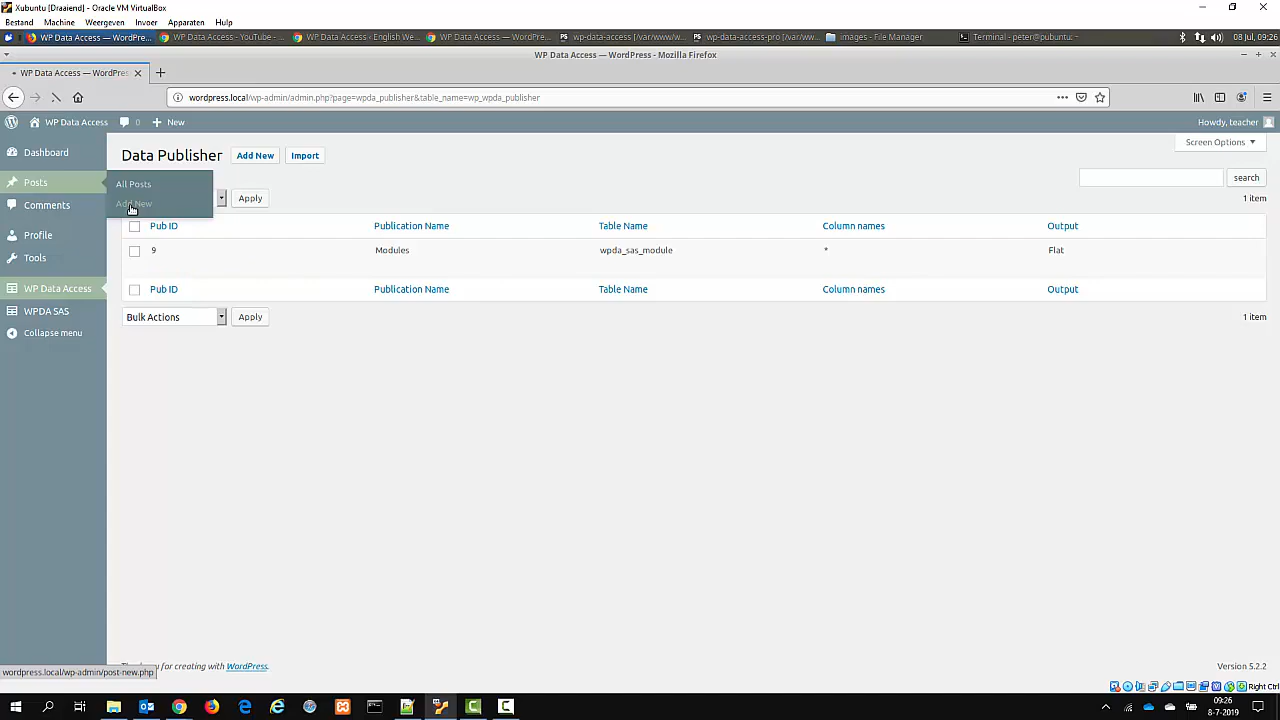 Xubuntu [Draaiend] - Oracle VM VirtualBox
Bestand Machine Weergeven Invoer Apparaten Help
WP Data Access — WordPre... WP Data Access - YouTube - ... WP Data Access ‹ English We... WP Data Access — WordPre... wp-data-access [/var/www/w... wp-data-access-pro [/var/ww... images - File Manager Terminal - peter@pubuntu: ~ 08 Jul, 09:26
WP Data Access — WordPress - Mozilla Firefox
WP Data Access — WordPres
wordpress.local/wp-admin/admin.php?page=wpda_publisher&table_name=wp_wpda_publisher
WP Data Access 0 New Howdy, teacher
Screen Options
Dashboard
Posts
Comments
Profile
Tools
WP Data Access
WPDA SAS
Collapse menu
All Posts
Add New
Data Publisher Add New Import
search
Apply 1 item
Pub ID Publication Name Table Name Column names Output
9 Modules wpda_sas_module * Flat
Pub ID Publication Name Table Name Column names Output
Bulk Actions Apply 1 item
for creating with WordPress. Version 5.2.2
wordpress.local/wp-admin/post-new.php
Right Ctrl
09:26
8-7-2019